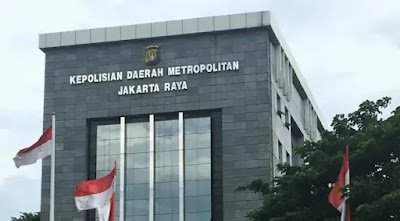 KEPOLISIAN DAERAH METROPOLITAN
JAKARTA RAYA